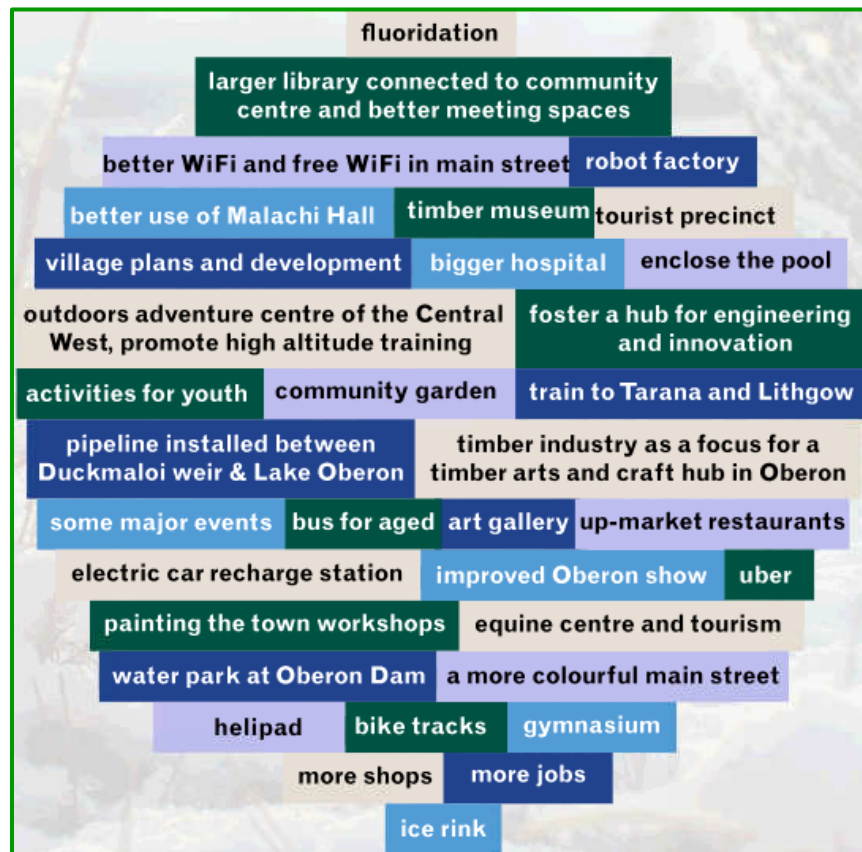 fluoridation
larger library connected to community
centre and better meeting spaces
better WiFi and free WiFi in main street robot factory
better use of Malachi Hall timber museum tourist precinct
village plans and development bigger hospital enclose the pool
outdoors adventure centre of the Central
West, promote high altitude training
foster a hub for engineering
and innovation
activities for youth community garden train to Tarana and Lithgow
pipeline installed between
Duckmaloi weir & Lake Oberon
timber industry as a focus for a
timber arts and craft hub in Oberon
some major events bus for aged art gallery up-market restaurants
electric car recharge station improved Oberon show uber
painting the town workshops equine centre and tourism
water park at Oberon Dam a more colourful main street
helipad bike tracks gymnasium
more shops more jobs
ice rink